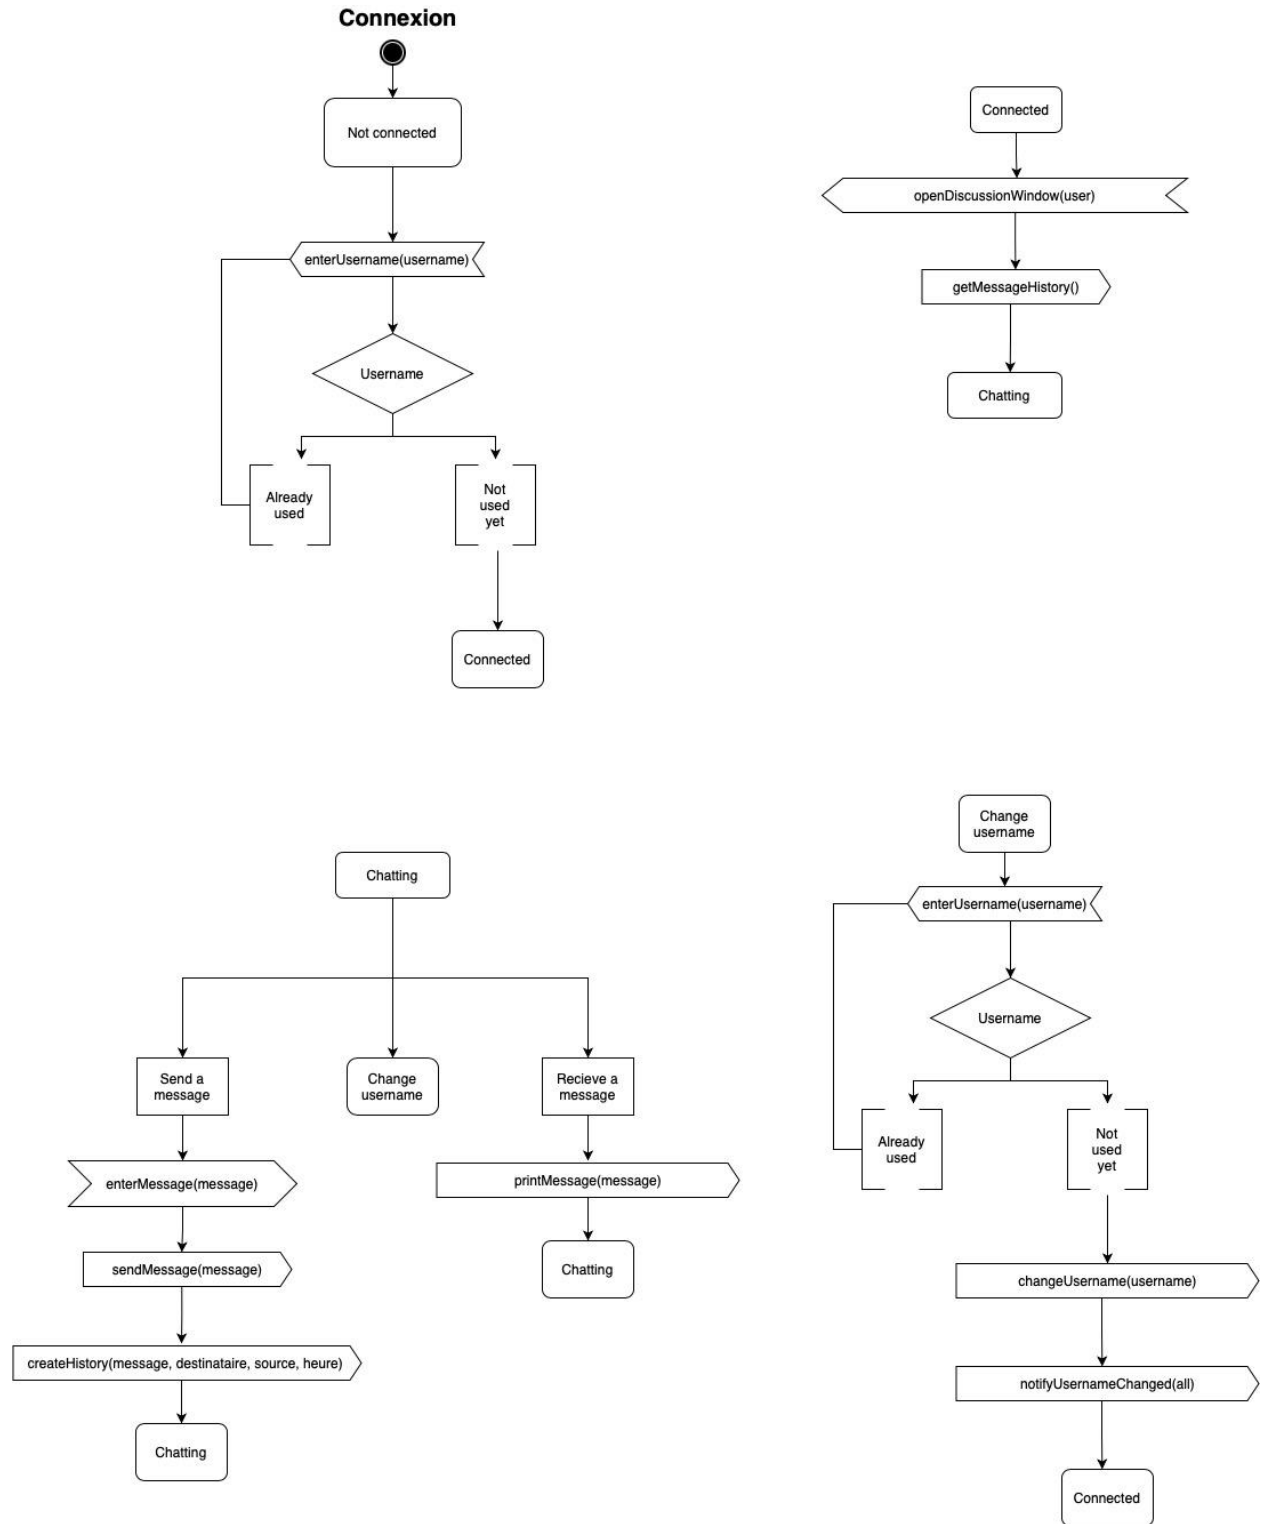 Connexion
Not connected
enterUsername(username)
Username
Already
used
Not
used
yet
Connected
Connected
openDiscussionWindow(user)
getMessageHistory()
Chatting
Chatting
Send a
message
Change
username
Recieve a
message
enterMessage(message)
printMessage(message)
sendMessage(message)
Chatting
createHistory(message, destinataire, source, heure)
Chatting
Change
username
enterUsername(username)
Username
Already
used
Not
used
yet
changeUsername(username)
notifyUsernameChanged(all)
Connected